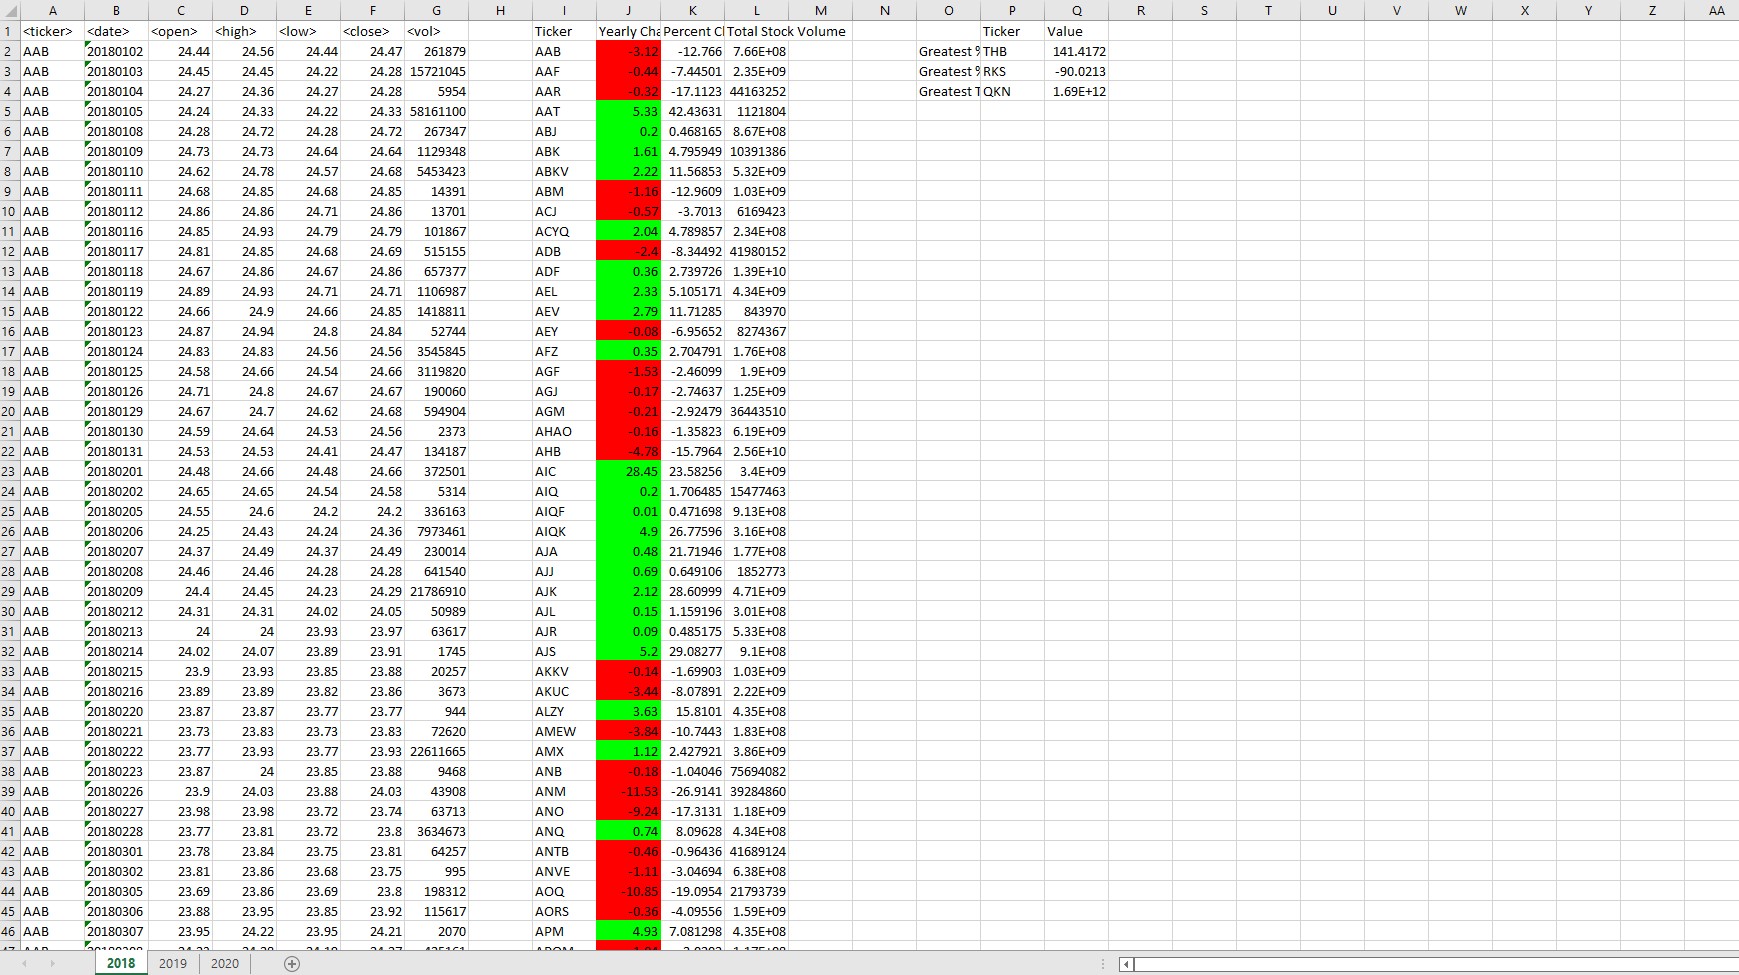 A B C D E F G H I J K L M N O P Q R S T U V W X Y Z AA
1 <ticker> <date> <open> <high> <low> <close> <vol> Ticker Yearly Cha Percent Cl Total Stock Volume Ticker Value
2 AAB 20180102 24.44 24.56 24.44 24.47 261879 AAB -3.12 -12.766 7.66E+08 Greatest % THB 141.4172
3 AAB 20180103 24.45 24.45 24.22 24.28 15721045 AAF -0.44 -7.44501 2.35E+09 Greatest % RKS -90.0213
4 AAB 20180104 24.27 24.36 24.27 24.28 5954 AAR -0.32 -17.1123 44163252 Greatest T QKN 1.69E+12
5 AAB 20180105 24.24 24.33 24.22 24.33 58161100 AAT 5.33 42.43631 1121804
6 AAB 20180108 24.28 24.72 24.28 24.72 267347 ABJ 0.2 0.468165 8.67E+08
7 AAB 20180109 24.73 24.73 24.64 24.64 1129348 ABK 1.61 4.795949 10391386
8 AAB 20180110 24.62 24.78 24.57 24.68 5453423 ABKV 2.22 11.56853 5.32E+09
9 AAB 20180111 24.68 24.85 24.68 24.85 14391 ABM -1.16 -12.9609 1.03E+09
10 AAB 20180112 24.86 24.86 24.71 24.86 13701 ACJ -0.57 -3.7013 6169423
11 AAB 20180116 24.85 24.93 24.79 24.79 101867 ACYQ 2.04 4.789857 2.34E+08
12 AAB 20180117 24.81 24.85 24.68 24.69 515155 ADB -2.4 -8.34492 41980152
13 AAB 20180118 24.67 24.86 24.67 24.86 657377 ADF 0.36 2.739726 1.39E+10
14 AAB 20180119 24.89 24.93 24.71 24.71 1106987 AEL 2.33 5.105171 4.34E+09
15 AAB 20180122 24.66 24.9 24.66 24.85 1418811 AEV 2.79 11.71285 843970
16 AAB 20180123 24.87 24.94 24.8 24.84 52744 AEY -0.08 -6.95652 8274367
17 AAB 20180124 24.83 24.83 24.56 24.56 3545845 AFZ 0.35 2.704791 1.76E+08
18 AAB 20180125 24.58 24.66 24.54 24.66 3119820 AGF -1.53 -2.46099 1.9E+09
19 AAB 20180126 24.71 24.8 24.67 24.67 190060 AGJ -0.17 -2.74637 1.25E+09
20 AAB 20180129 24.67 24.7 24.62 24.68 594904 AGM -0.21 -2.92479 36443510
21 AAB 20180130 24.59 24.64 24.53 24.56 2373 AHAO -0.16 -1.35823 6.19E+09
22 AAB 20180131 24.53 24.53 24.41 24.47 134187 AHB -4.78 -15.7964 2.56E+10
23 AAB 20180201 24.48 24.66 24.48 24.66 372501 AIC 28.45 23.58256 3.4E+09
24 AAB 20180202 24.65 24.65 24.54 24.58 5314 AIQ 0.2 1.706485 15477463
25 AAB 20180205 24.55 24.6 24.2 24.2 336163 AIQF 0.01 0.471698 9.13E+08
26 AAB 20180206 24.25 24.43 24.24 24.36 7973461 AIQK 4.9 26.77596 3.16E+08
27 AAB 20180207 24.37 24.49 24.37 24.49 230014 AJA 0.48 21.71946 1.77E+08
28 AAB 20180208 24.46 24.46 24.28 24.28 641540 AJJ 0.69 0.649106 1852773
29 AAB 20180209 24.4 24.45 24.23 24.29 21786910 AJK 2.12 28.60999 4.71E+09
30 AAB 20180212 24.31 24.31 24.02 24.05 50989 AJL 0.15 1.159196 3.01E+08
31 AAB 20180213 24 24 23.93 23.97 63617 AJR 0.09 0.485175 5.33E+08
32 AAB 20180214 24.02 24.07 23.89 23.91 1745 AJS 5.2 29.08277 9.1E+08
33 AAB 20180215 23.9 23.93 23.85 23.88 20257 AKKV -0.14 -1.69903 1.03E+09
34 AAB 20180216 23.89 23.89 23.82 23.86 3673 AKUC -3.44 -8.07891 2.22E+09
35 AAB 20180220 23.87 23.87 23.77 23.77 944 ALZY 3.63 15.8101 4.35E+08
36 AAB 20180221 23.73 23.83 23.73 23.83 72620 AMEW -3.84 -10.7443 1.83E+08
37 AAB 20180222 23.77 23.93 23.77 23.93 22611665 AMX 1.12 2.427921 3.86E+09
38 AAB 20180223 23.87 24 23.85 23.88 9468 ANB -0.18 -1.04046 75694082
39 AAB 20180226 23.9 24.03 23.88 24.03 43908 ANM -11.53 -26.9141 39284860
40 AAB 20180227 23.98 23.98 23.72 23.74 63713 ANO -9.24 -17.3131 1.18E+09
41 AAB 20180228 23.77 23.81 23.72 23.8 3634673 ANQ 0.74 8.09628 4.34E+08
42 AAB 20180301 23.78 23.84 23.75 23.81 64257 ANTB -0.46 -0.96436 41689124
43 AAB 20180302 23.81 23.86 23.68 23.75 995 ANVE -1.11 -3.04694 6.38E+08
44 AAB 20180305 23.69 23.86 23.69 23.8 198312 AOQ -10.85 -19.0954 21793739
45 AAB 20180306 23.88 23.95 23.85 23.92 115617 AORS -0.36 -4.09556 1.59E+09
46 AAB 20180307 23.95 24.22 23.95 24.21 2070 APM 4.93 7.081298 4.35E+08
2018 2019 2020